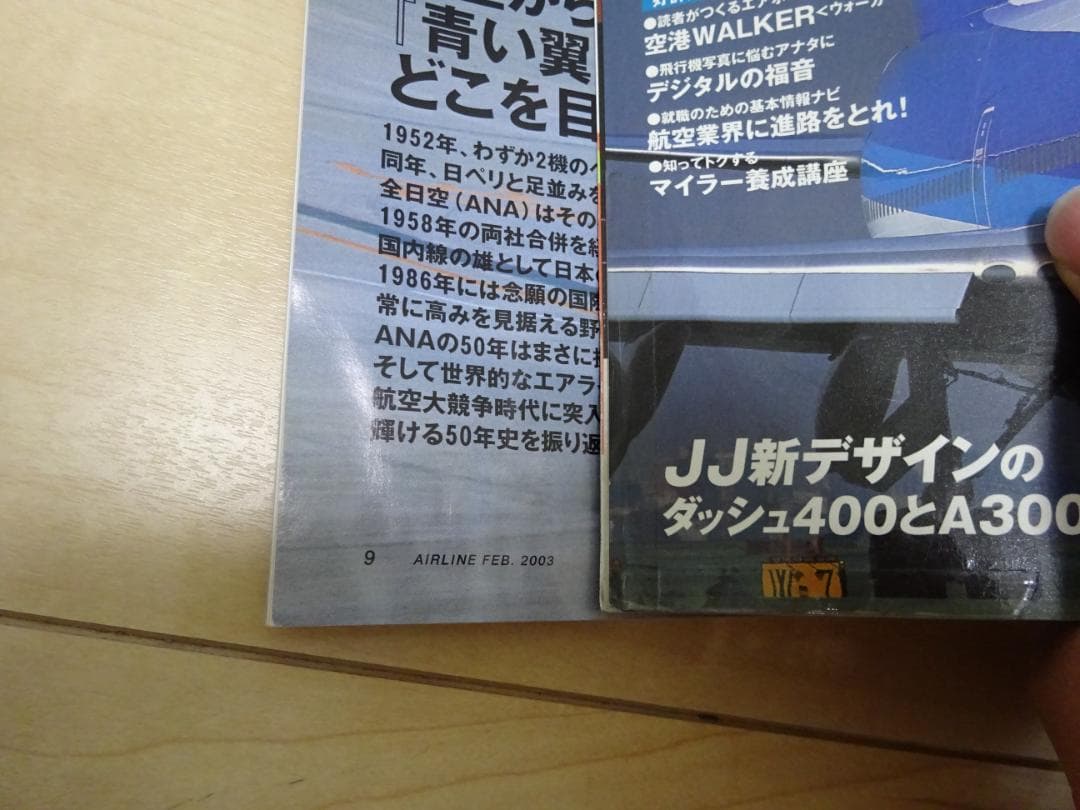 『青い翼
どこを目
1952年、わずか2機のヘ
同年、日ペリと足並みを
全日空（ANA）はその
1958年の両社合併を経
国内線の雄として日本の
1986年には念願の国際
常に高みを見据える野
ANAの50年はまさに
そして世界的なエアラ
航空大競争時代に突入
輝ける50年史を振り返
9 AIRLINE FEB. 2003
●読者がつくるエアポ
空港WALKER<ウォーカ
●飛行機写真に悩むアナタに
デジタルの福音
●就職のための基本情報ナビ
航空業界に進路をとれ!
●知ってトクする
マイラー養成講座
JJ新デザインの
ダッシュ400とA300